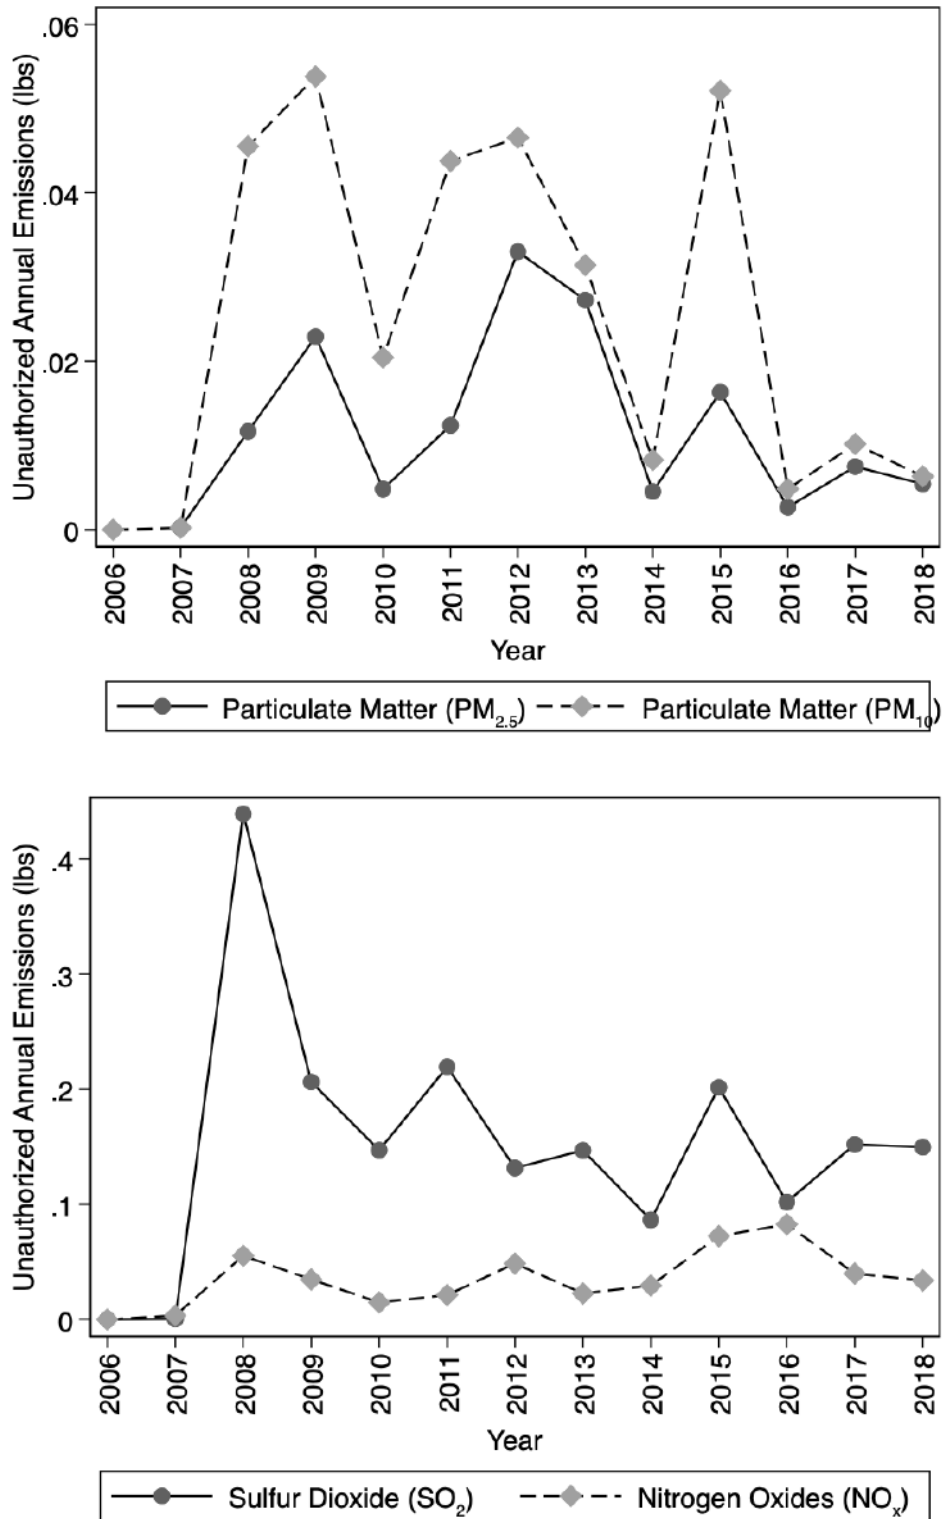 Unauthorized Annual Emissions (lbs)
.06
.04
.02
0
2006 2007 2008 2009 2010 2011 2012 2013 2014 2015 2016 2017 2018
Year
Particulate Matter (PM2.5) Particulate Matter (PM10)
Unauthorized Annual Emissions (lbs)
.4
.3
.2
.1
0
2006 2007 2008 2009 2010 2011 2012 2013 2014 2015 2016 2017 2018
Year
Sulfur Dioxide (SO2) Nitrogen Oxides (NOx)